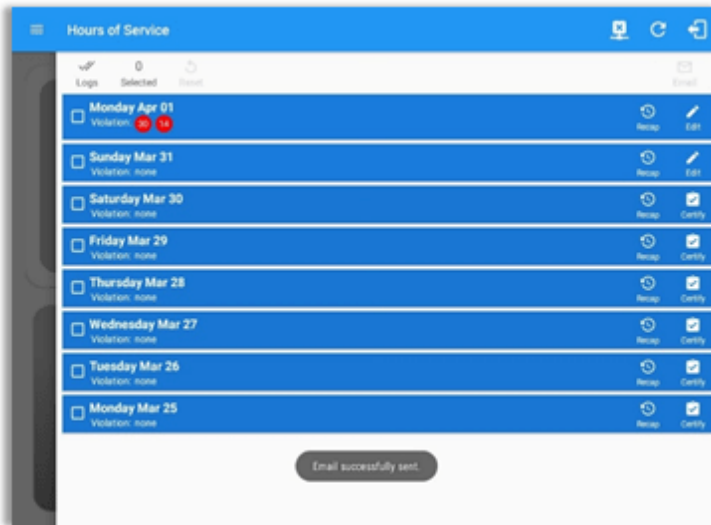 Hours of Service
0
Logs Selected Reset Email
Monday Apr 01
Violation: 30 14
Recap Edit
Sunday Mar 31
Violation: none
Recap Edit
Saturday Mar 30
Violation: none
Recap Certify
Friday Mar 29
Violation: none
Recap Certify
Thursday Mar 28
Violation: none
Recap Certify
Wednesday Mar 27
Violation: none
Recap Certify
Tuesday Mar 26
Violation: none
Recap Certify
Monday Mar 25
Violation: none
Recap Certify
Email successfully sent.